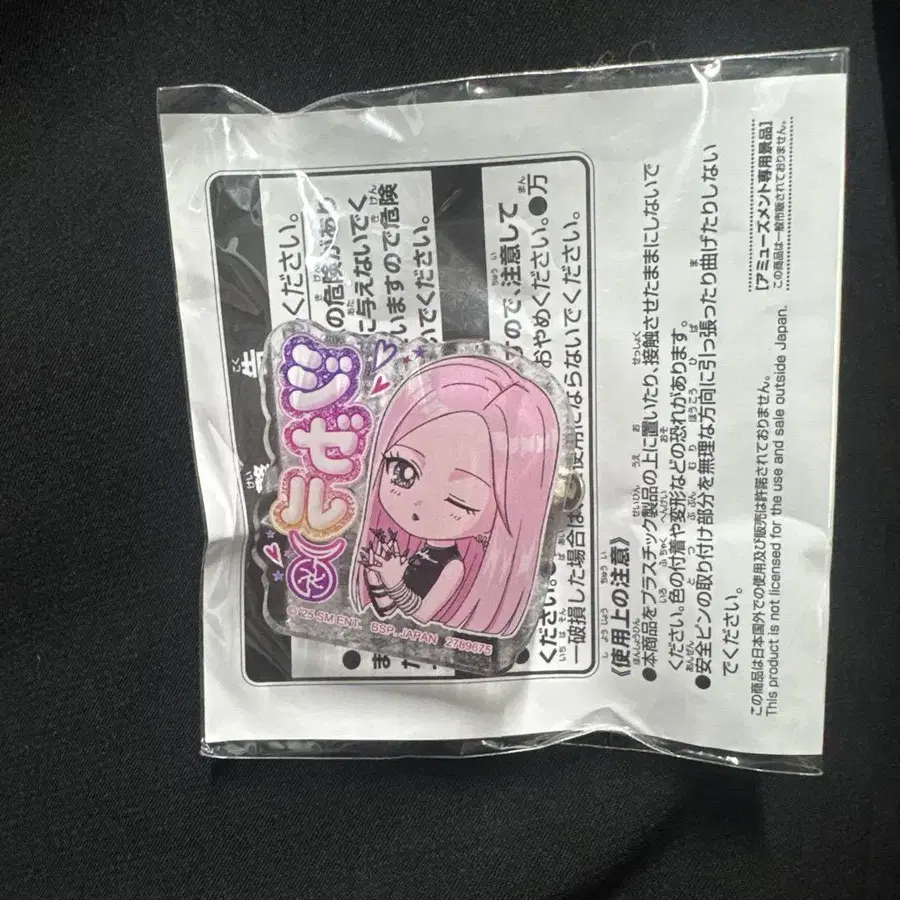 ジゼル
©'25 SM ENT. BSP, JAPAN 2789675
ください。
の危険があり
に与えないでく
いますので危険
いでください。
すので、注意して
ください。 おやめください。●万
一破損した場合は、 使用にならないでください。
《使用上の注意》
●本商品をプラスチック製品の上に置いたり、接触させたままにしないで
ください。色の付着や変形などの恐れがあります。
●安全ピンの取り付け部分を無理な方向に引っ張ったり曲げたりしない
でください。
この商品は日本国外での使用及び販売は許諾されておりません。
This product is not licensed for the use and sale outside Japan.
[アミューズメント専用景品]
この商品は一般市販されておりません。